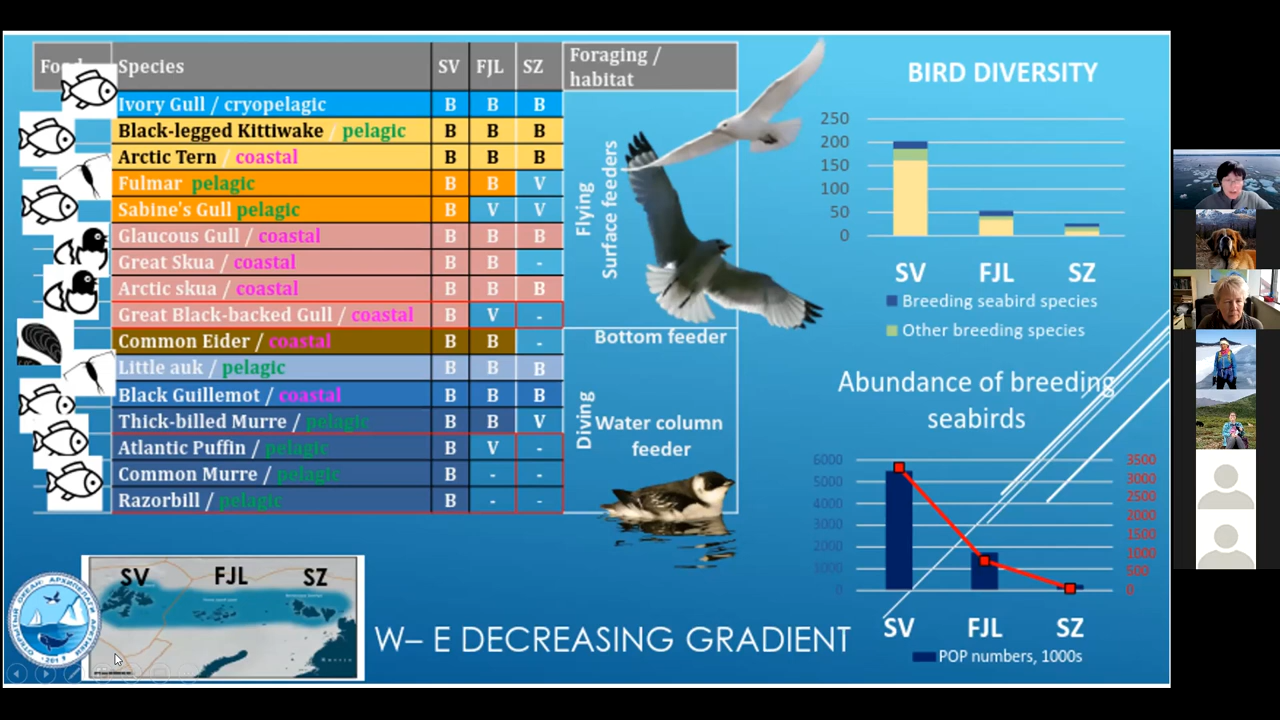 Species SV FJL SZ Foraging / habitat
Ivory Gull / cryopelagic B B B
Black-legged Kittiwake / pelagic B B B
Arctic Tern / coastal B B B
Fulmar pelagic B B V
Sabine's Gull pelagic B V V
Glaucous Gull / coastal B B B
Great Skua / coastal B B -
Arctic skua / coastal B B B
Great Black-backed Gull / coastal B V -
Common Eider / coastal B B -
Little auk / pelagic B B B
Black Guillemot / coastal B B B
Thick-billed Murre / pelagic B B V
Atlantic Puffin / pelagic B V -
Common Murre / pelagic B - -
Razorbill / pelagic B - -
Flying
Surface feeders
Bottom feeder
Diving
Water column
feeder
BIRD DIVERSITY
250
200
150
100
50
0
SV FJL SZ
Breeding seabird species
Other breeding species
Abundance of breeding
seabirds
6000 3500
5000 3000
4000 2500
3000 2000
2000 1500
1000 1000
0 500
0
SV FJL SZ
POP numbers, 1000s
SV FJL SZ
ОТКРЫТЫЙ ОКЕАН: АРХИПЕЛАГИ АРКТИКИ
2019
W– E DECREASING GRADIENT